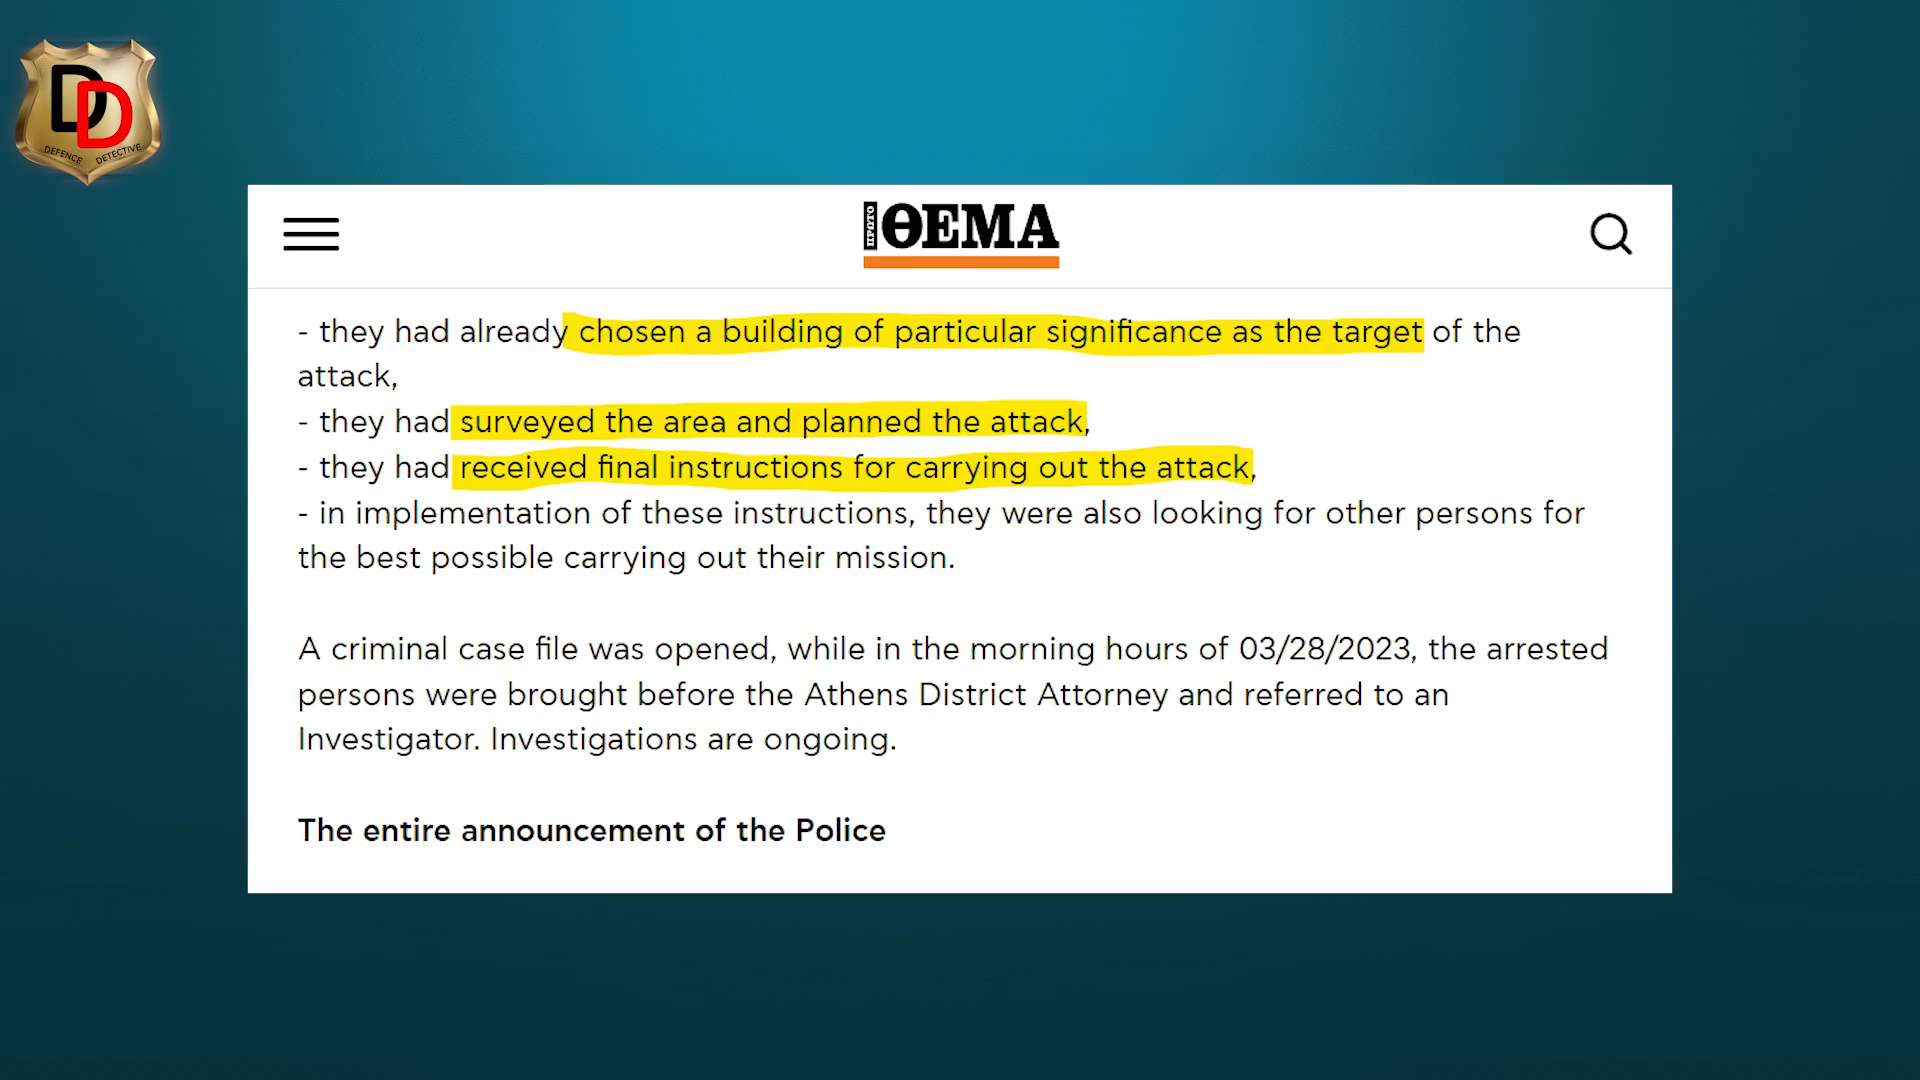 DD
DEFENCE DETECTIVE
ΠΡΩΤΟ ΘΕΜΑ
- they had already chosen a building of particular significance as the target of the
attack,
- they had surveyed the area and planned the attack,
- they had received final instructions for carrying out the attack,
- in implementation of these instructions, they were also looking for other persons for
the best possible carrying out their mission.
A criminal case file was opened, while in the morning hours of 03/28/2023, the arrested
persons were brought before the Athens District Attorney and referred to an
Investigator. Investigations are ongoing.
The entire announcement of the Police